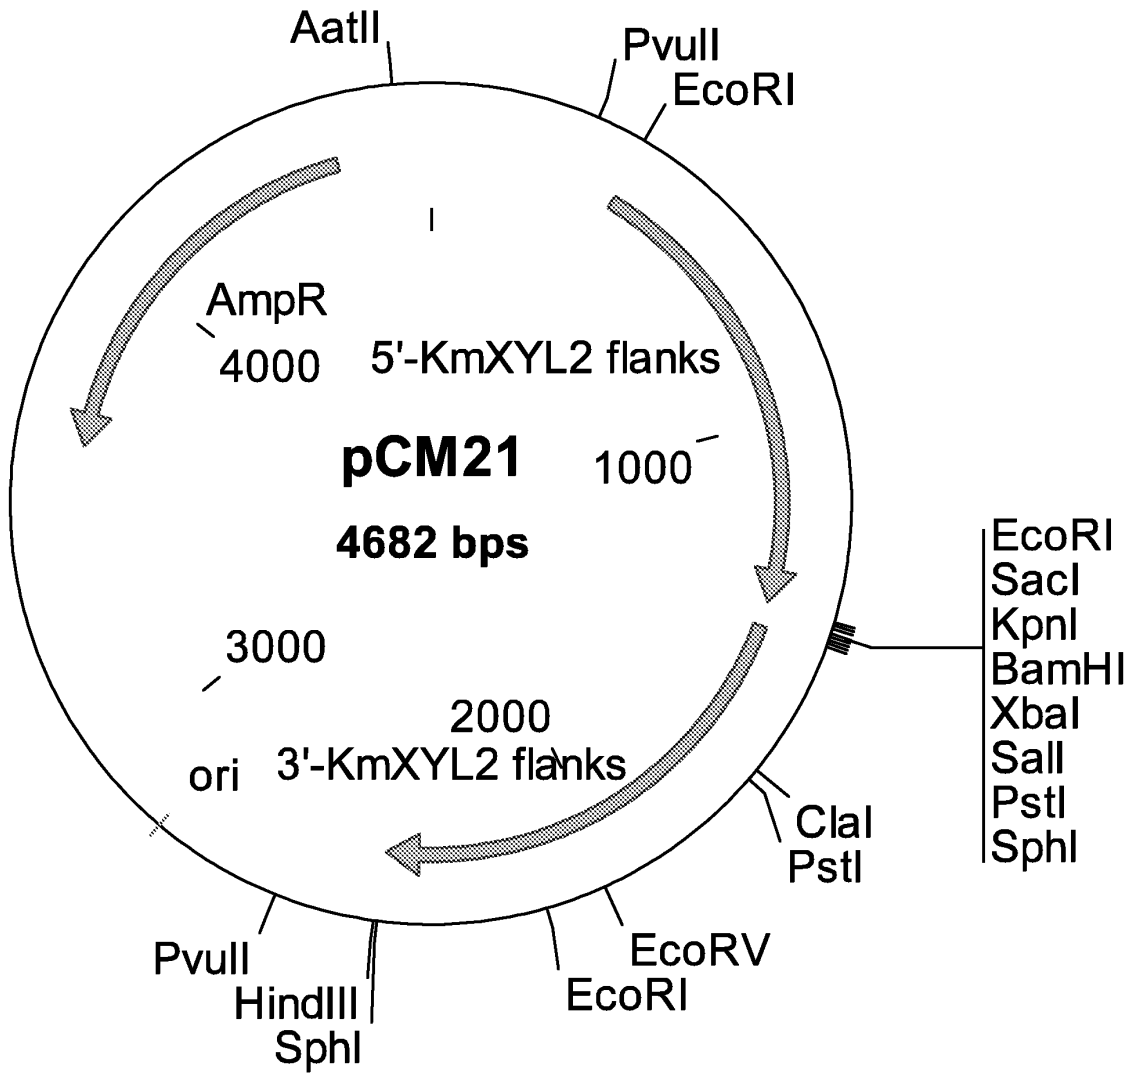 AatII
PvuII
EcoRI
AmpR
4000
5'-KmXYL2 flanks
pCM21
1000
4682 bps
EcoRI
SacI
KpnI
BamHI
XbaI
SalI
PstI
SphI
3000
2000
ori
3'-KmXYL2 flanks
ClaI
PstI
EcoRV
EcoRI
PvuII
HindIII
SphI